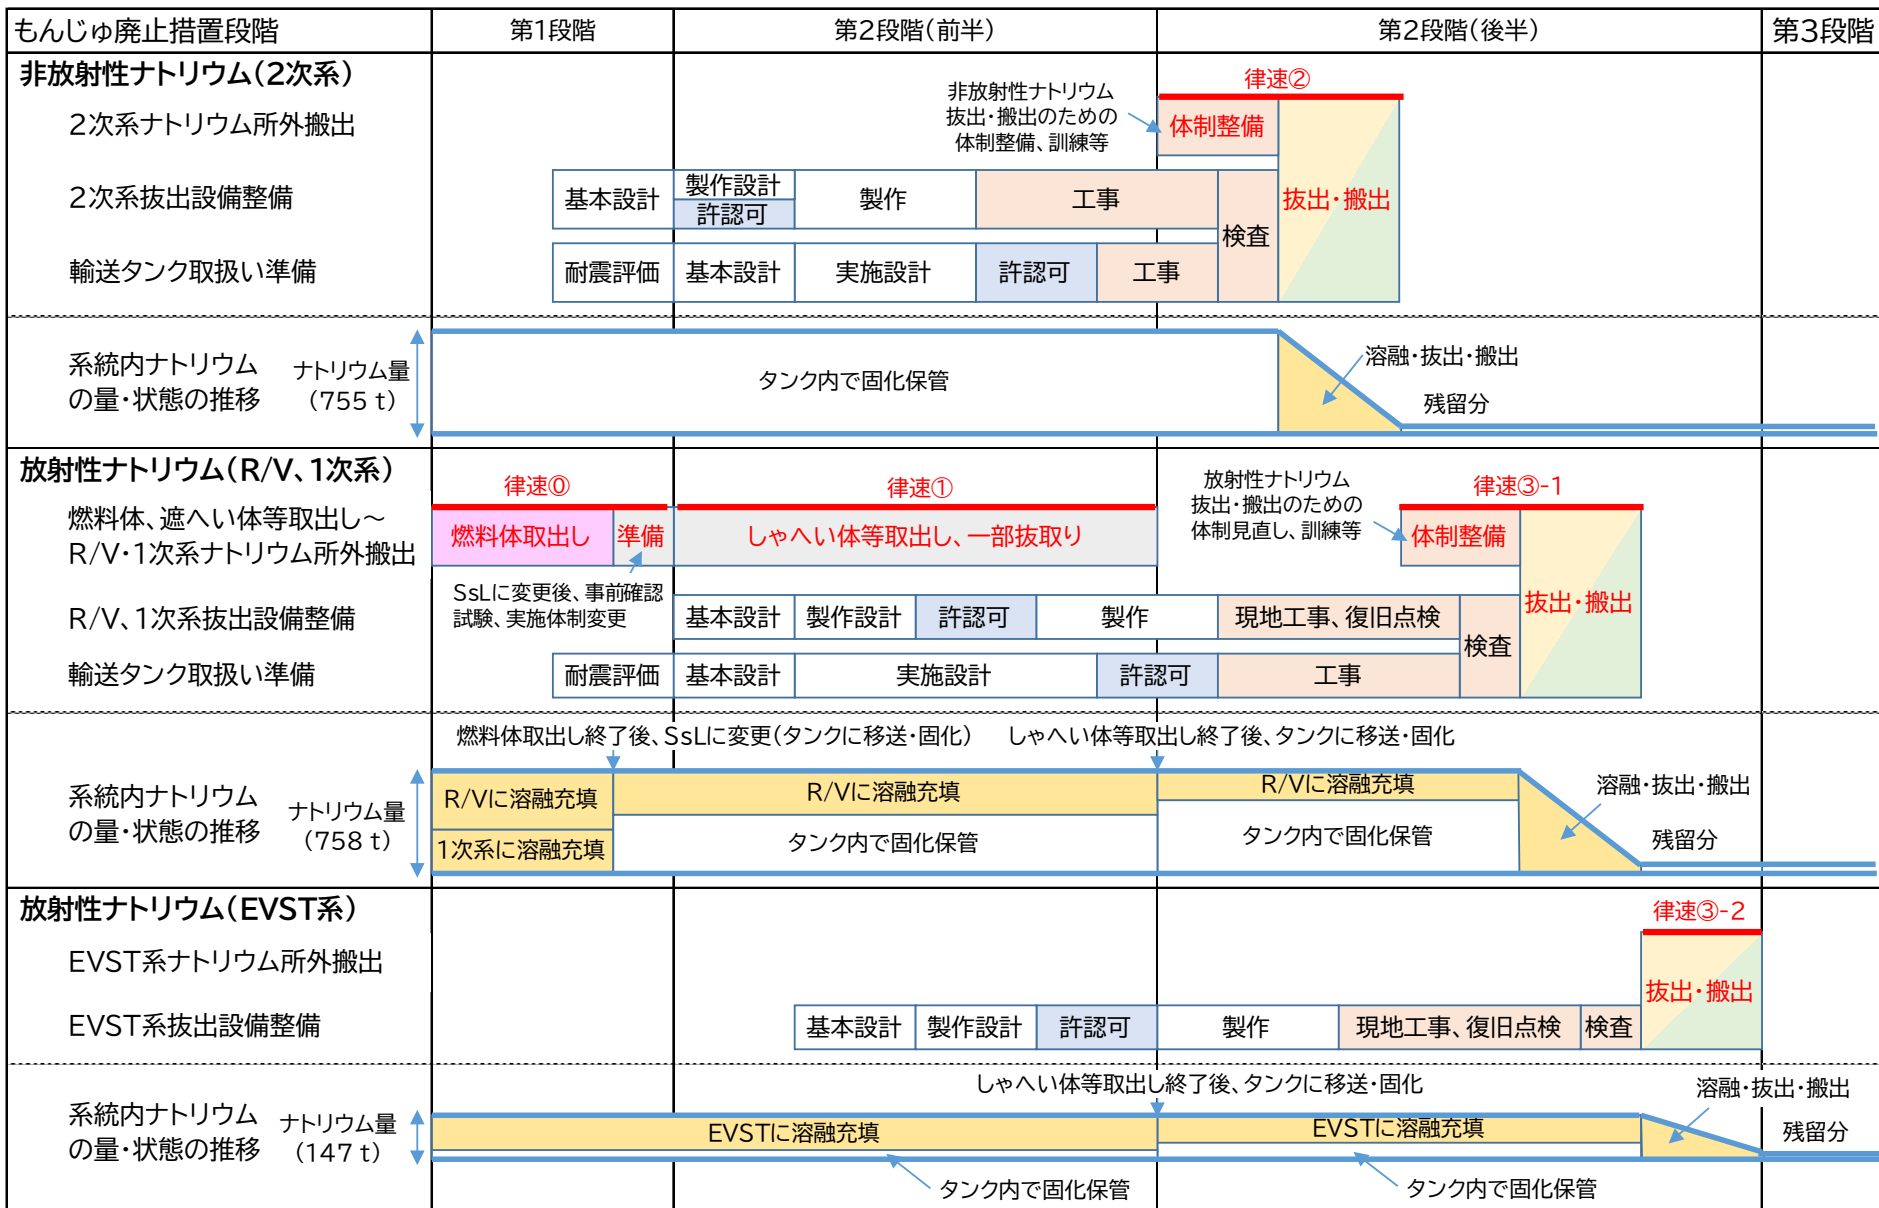 もんじゅ廃止措置段階
第1段階
第2段階(前半)
第2段階(後半)
第3段階
非放射性ナトリウム(2次系)
2次系ナトリウム所外搬出
非放射性ナトリウム
抜出・搬出のための
体制整備、訓練等
律速②
体制整備
抜出・搬出
2次系抜出設備整備
基本設計
製作設計
許認可
製作
工事
検査
輸送タンク取扱い準備
耐震評価
基本設計
実施設計
許認可
工事
系統内ナトリウム
の量・状態の推移
ナトリウム量
(755 t)
タンク内で固化保管
溶融・抜出・搬出
残留分
放射性ナトリウム(R/V、1次系)
燃料体、遮へい体等取出し~
R/V・1次系ナトリウム所外搬出
律速⓪
燃料体取出し
準備
SsLに変更後、事前確認
試験、実施体制変更
律速①
しゃへい体等取出し、一部抜取り
放射性ナトリウム
抜出・搬出のための
体制見直し、訓練等
律速③-1
体制整備
抜出・搬出
R/V、1次系抜出設備整備
基本設計
製作設計
許認可
製作
現地工事、復旧点検
検査
輸送タンク取扱い準備
耐震評価
基本設計
実施設計
許認可
工事
燃料体取出し終了後、SsLに変更(タンクに移送・固化)
しゃへい体等取出し終了後、タンクに移送・固化
系統内ナトリウム
の量・状態の推移
ナトリウム量
(758 t)
R/Vに溶融充填
1次系に溶融充填
R/Vに溶融充填
タンク内で固化保管
R/Vに溶融充填
タンク内で固化保管
溶融・抜出・搬出
残留分
放射性ナトリウム(EVST系)
律速③-2
EVST系ナトリウム所外搬出
抜出・搬出
EVST系抜出設備整備
基本設計
製作設計
許認可
製作
現地工事、復旧点検
検査
しゃへい体等取出し終了後、タンクに移送・固化
溶融・抜出・搬出
系統内ナトリウム
の量・状態の推移
ナトリウム量
(147 t)
EVSTに溶融充填
EVSTに溶融充填
残留分
タンク内で固化保管
タンク内で固化保管